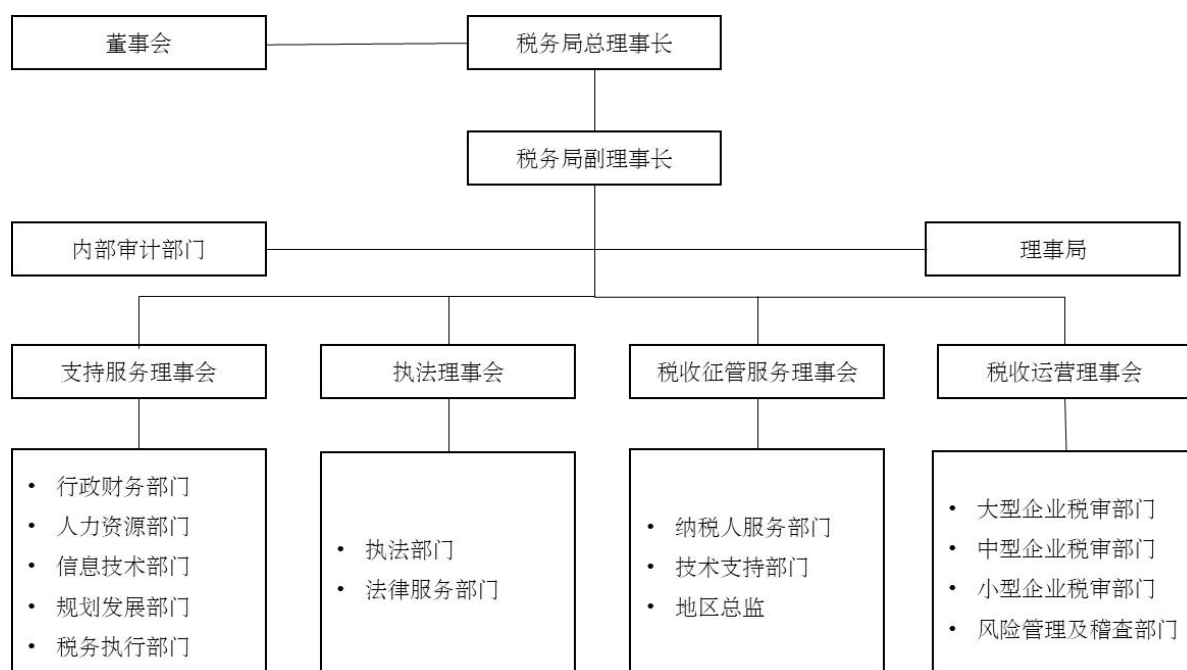 董事会
税务局总理事长
税务局副理事长
内部审计部门
理事局
支持服务理事会
执法理事会
税收征管服务理事会
税收运营理事会
• 行政财务部门
• 人力资源部门
• 信息技术部门
• 规划发展部门
• 税务执行部门
• 执法部门
• 法律服务部门
• 纳税人服务部门
• 技术支持部门
• 地区总监
• 大型企业税审部门
• 中型企业税审部门
• 小型企业税审部门
• 风险管理及稽查部门